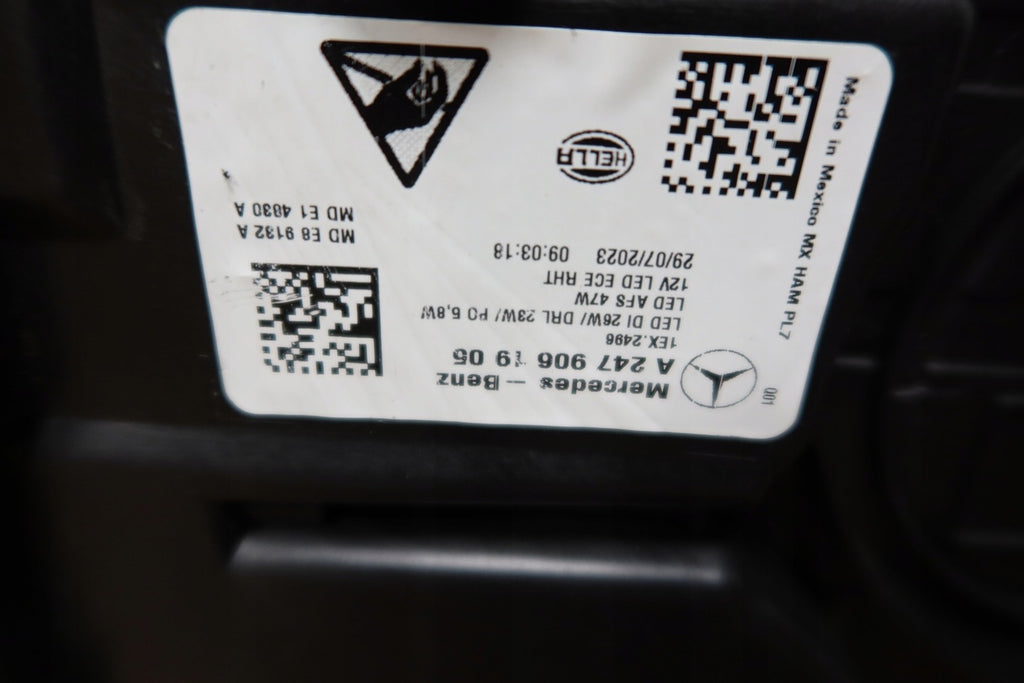 Mercedes-Benz
A 247 906 19 05
1EX.2496
LED DI 26W/ DRL 23W/ PO 5,8W
LED AFS 47W
12V LED ECE RHT
29/07/2023 09:03:18
MD E8 9132 A
MD E1 4830 A
HELLA
Made in Mexico MX HAM PL7
001